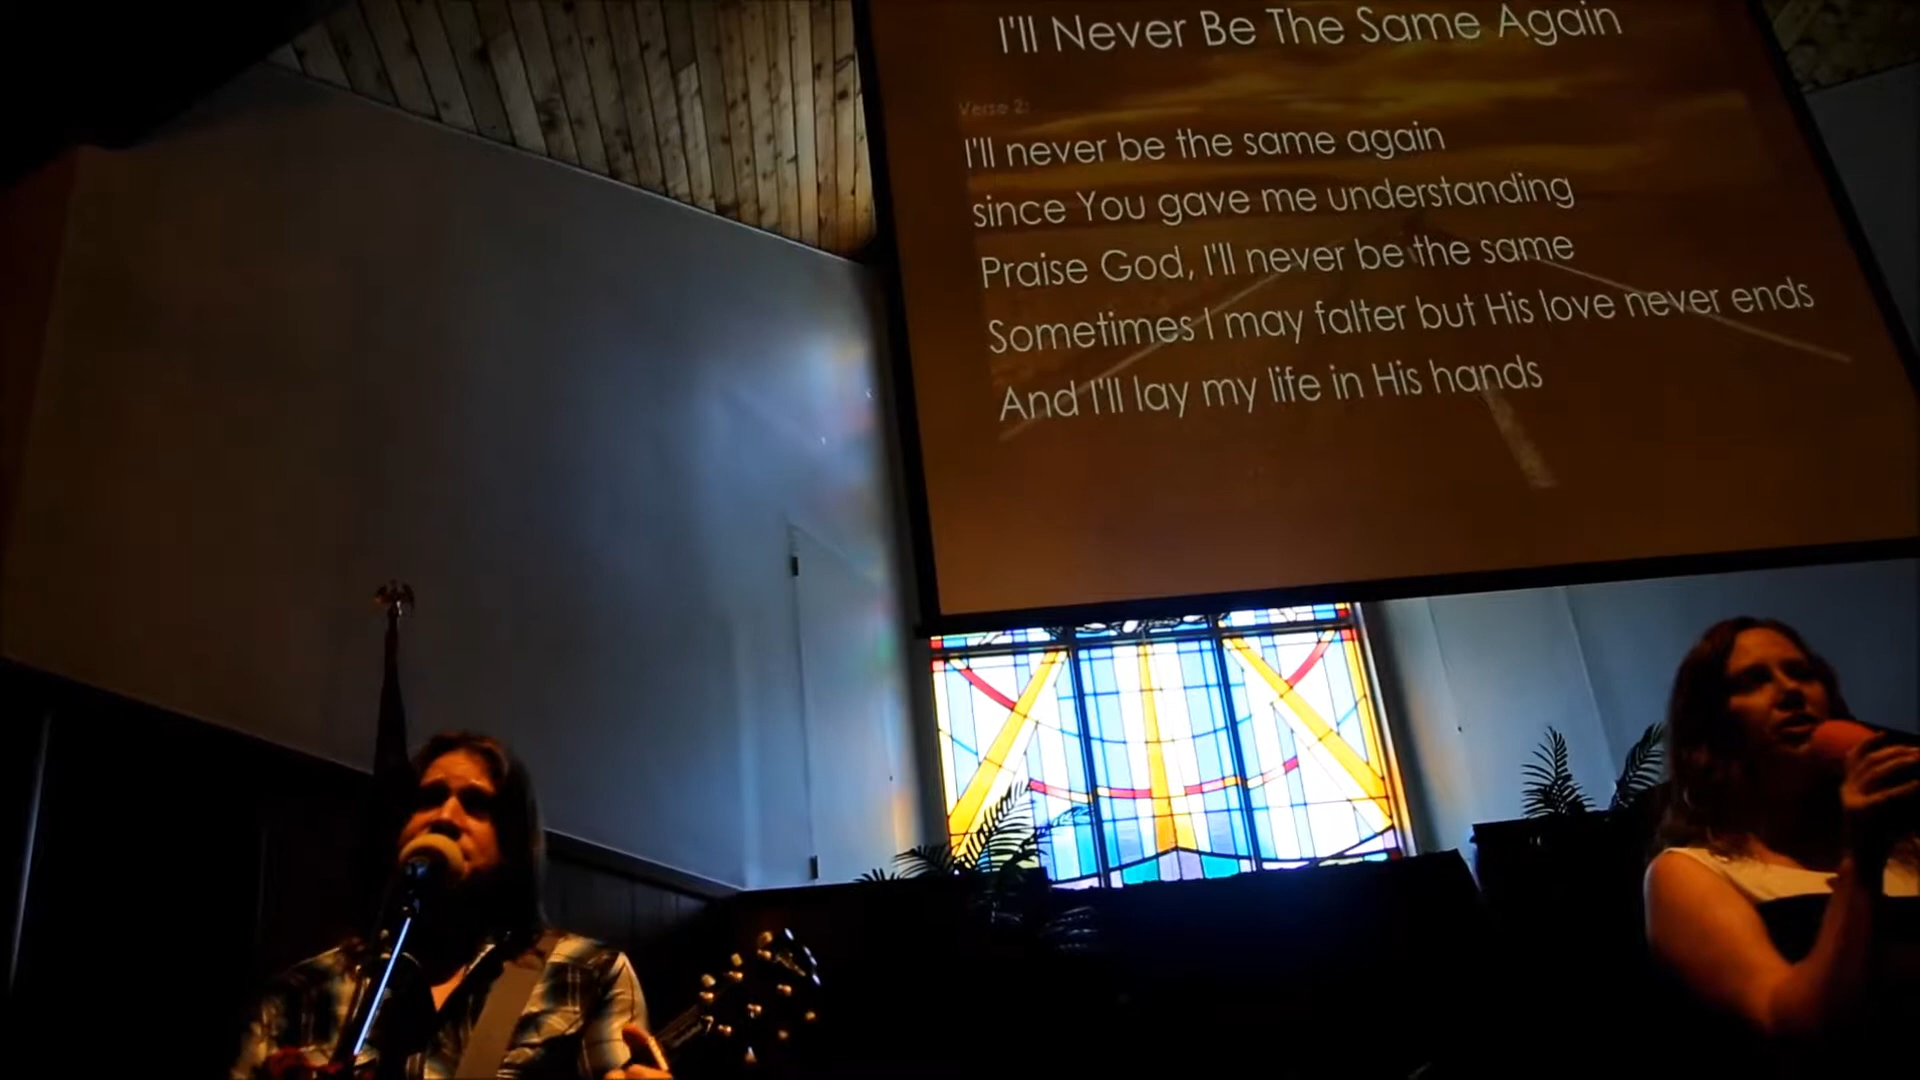 I'll Never Be The Same Again
Verse 2:
I'll never be the same again
since You gave me understanding
Praise God, I'll never be the same
Sometimes I may falter but His love never ends
And I'll lay my life in His hands